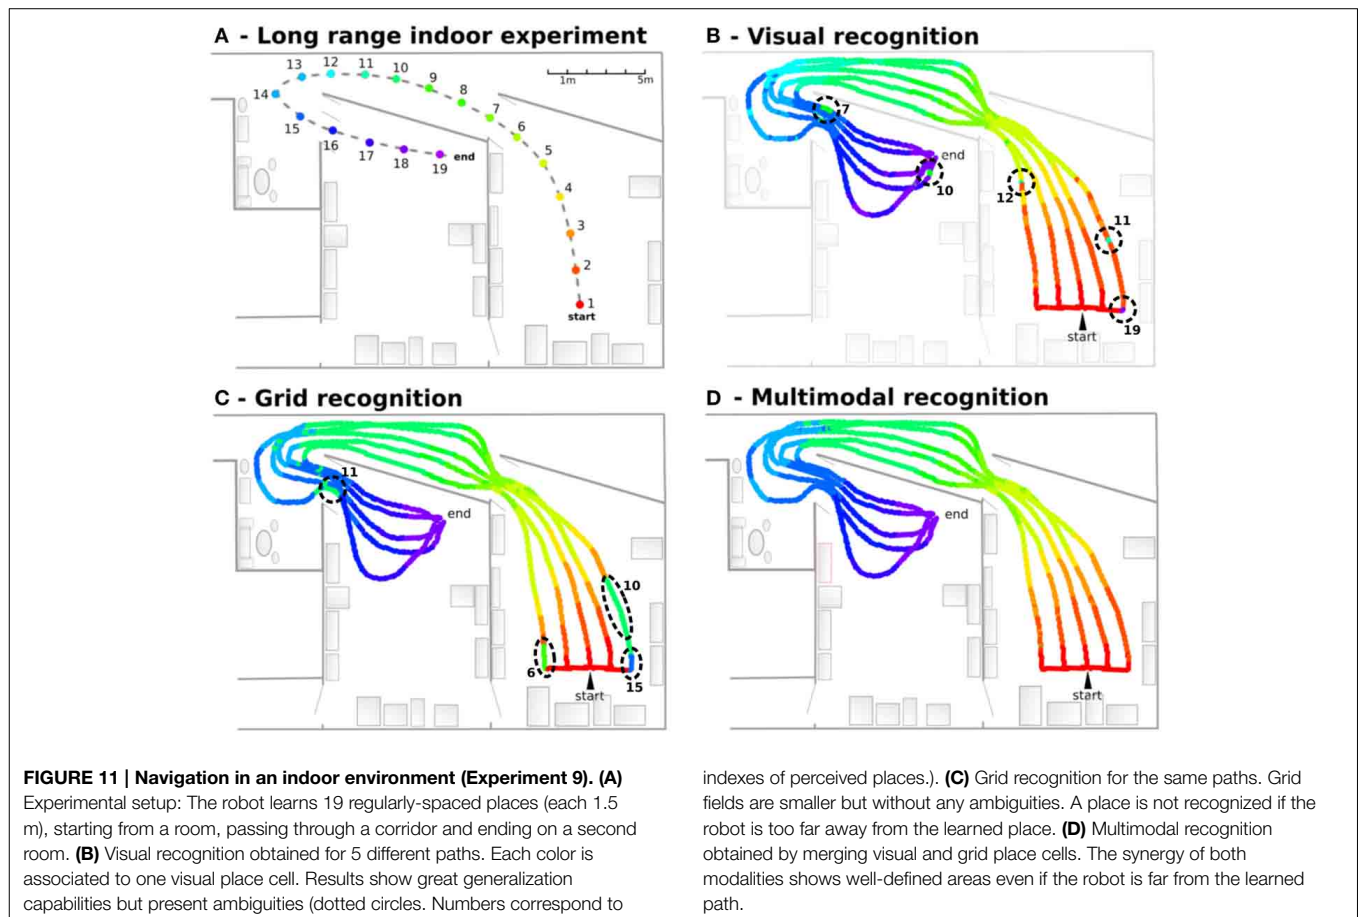 A - Long range indoor experiment
13
12
11
10
9
8
7
6
5
4
3
2
1
start
14
15
16
17
18
19
end
1m
5m
B - Visual recognition
7
end
10
12
11
19
start
C - Grid recognition
11
end
10
6
15
start
D - Multimodal recognition
end
start
FIGURE 11 | Navigation in an indoor environment (Experiment 9). (A)
Experimental setup: The robot learns 19 regularly-spaced places (each 1.5
m), starting from a room, passing through a corridor and ending on a second
room. (B) Visual recognition obtained for 5 different paths. Each color is
associated to one visual place cell. Results show great generalization
capabilities but present ambiguities (dotted circles. Numbers correspond to
indexes of perceived places.). (C) Grid recognition for the same paths. Grid
fields are smaller but without any ambiguities. A place is not recognized if the
robot is too far away from the learned place. (D) Multimodal recognition
obtained by merging visual and grid place cells. The synergy of both
modalities shows well-defined areas even if the robot is far from the learned
path.